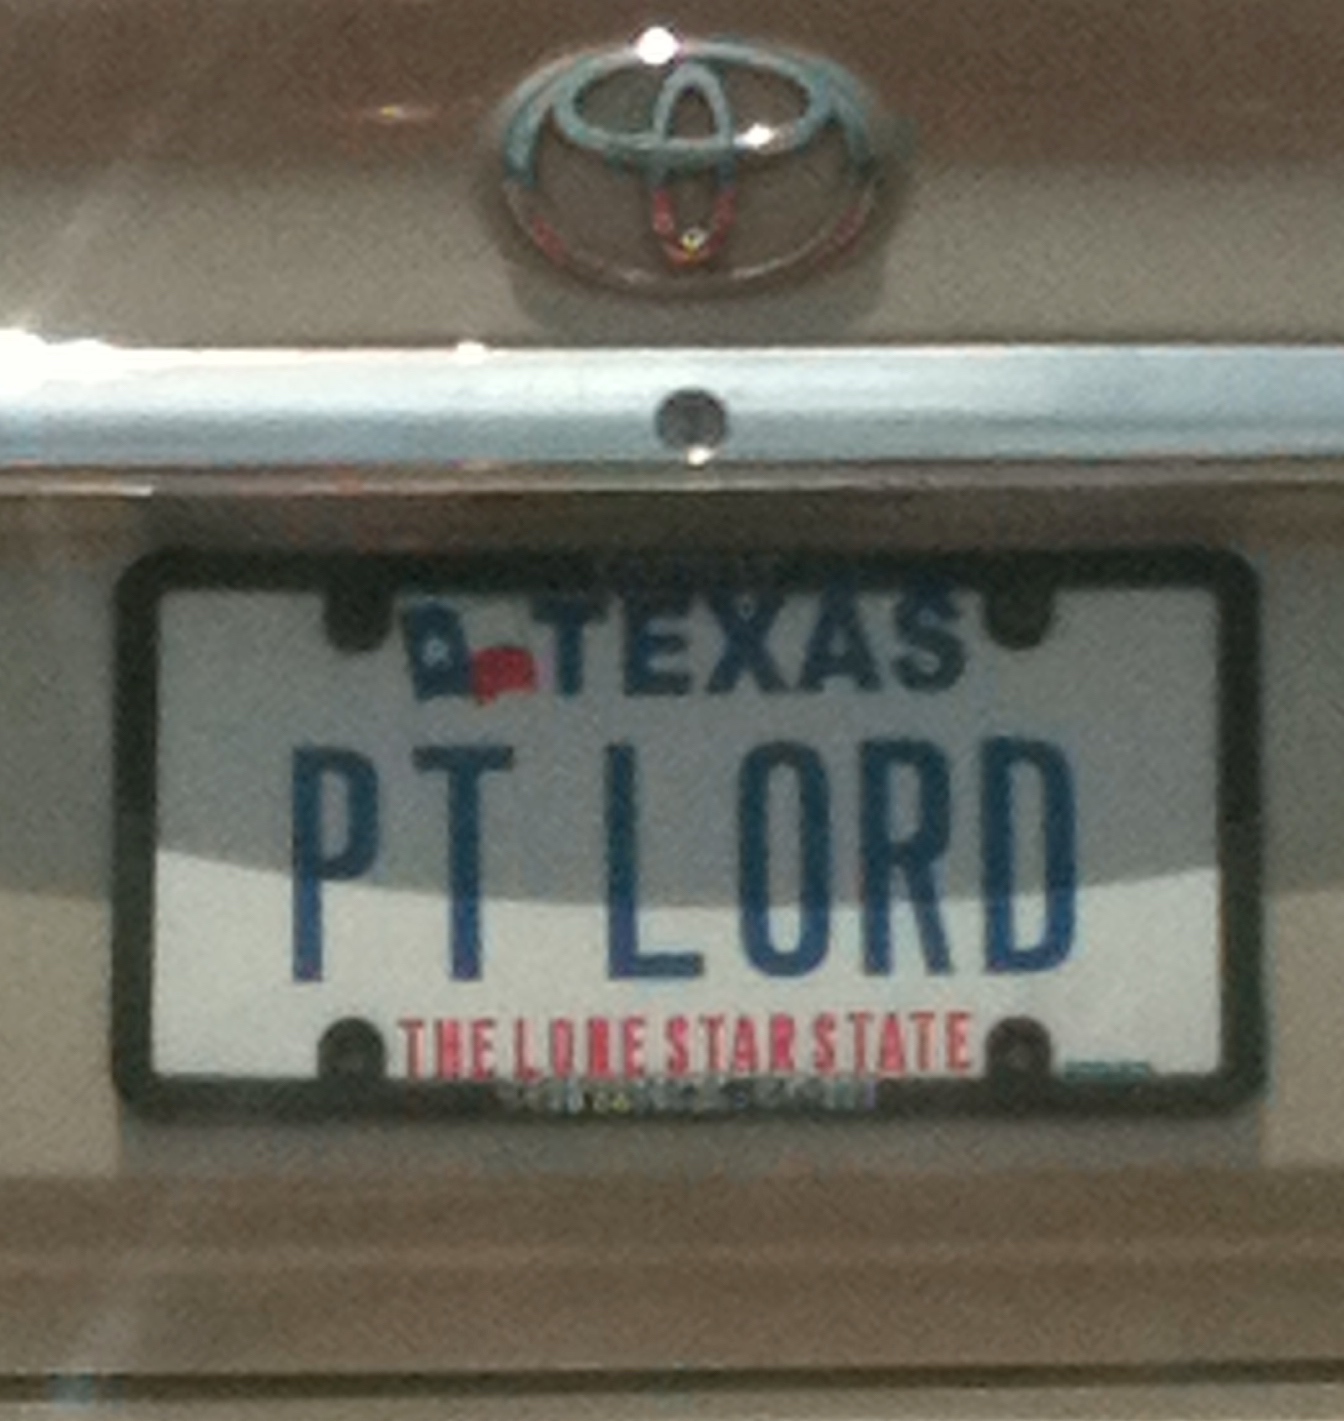 TEXAS
PT LORD
THE LONE STAR STATE